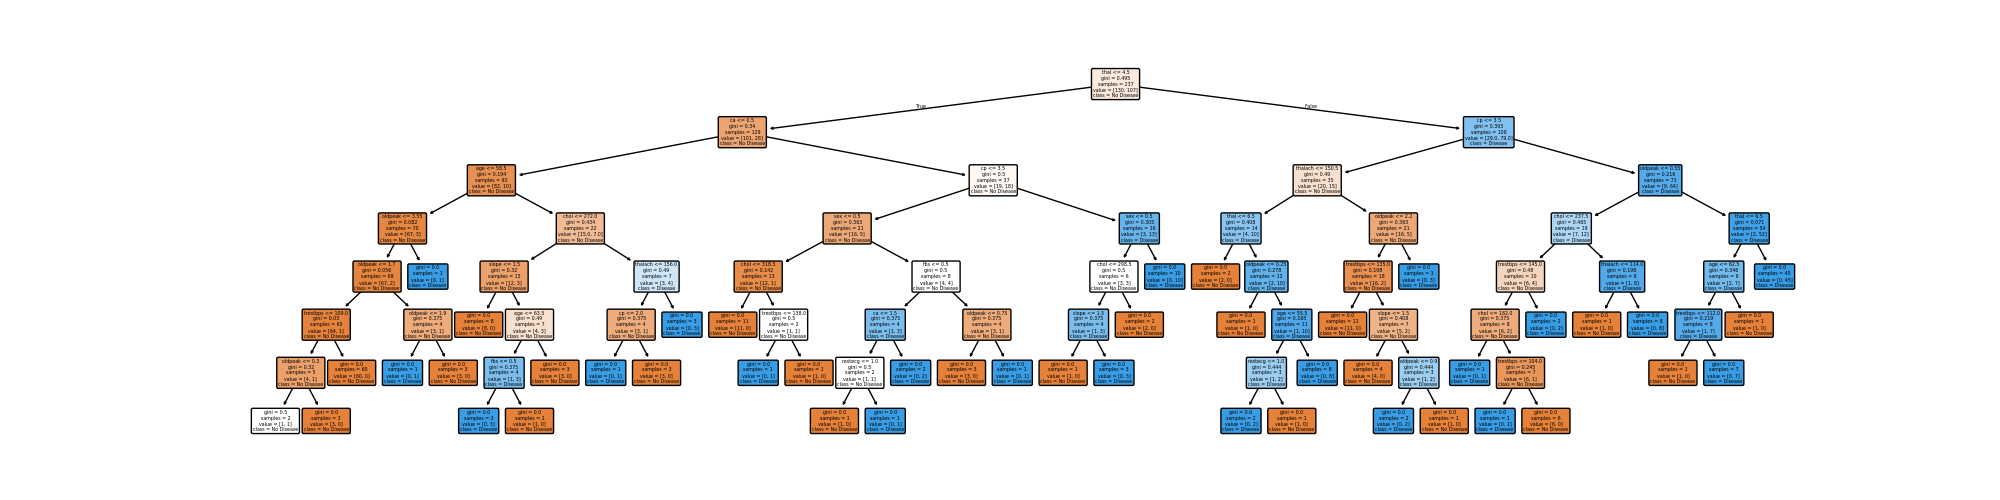 thal <= 4.5
gini = 0.495
samples = 237
value = [130, 107]
class = No Disease
True
False
ca <= 0.5
gini = 0.34
samples = 129
value = [101, 28]
class = No Disease
cp <= 3.5
gini = 0.393
samples = 108
value = [29.0, 79.0]
class = Disease
age <= 58.5
gini = 0.194
samples = 92
value = [82, 10]
class = No Disease
cp <= 3.5
gini = 0.5
samples = 37
value = [19, 18]
class = No Disease
thalach <= 150.5
gini = 0.49
samples = 35
value = [20, 15]
class = No Disease
oldpeak <= 0.55
gini = 0.216
samples = 73
value = [9, 64]
class = Disease
oldpeak <= 3.55
gini = 0.082
samples = 70
value = [67, 3]
class = No Disease
chol <= 272.0
gini = 0.434
samples = 22
value = [15.0, 7.0]
class = No Disease
sex <= 0.5
gini = 0.363
samples = 21
value = [16, 5]
class = No Disease
sex <= 0.5
gini = 0.305
samples = 16
value = [3, 13]
class = Disease
thal <= 6.5
gini = 0.408
samples = 14
value = [4, 10]
class = Disease
oldpeak <= 2.2
gini = 0.363
samples = 21
value = [16, 5]
class = No Disease
chol <= 237.5
gini = 0.465
samples = 19
value = [7, 12]
class = Disease
thal <= 6.5
gini = 0.071
samples = 54
value = [2, 52]
class = Disease
oldpeak <= 1.7
gini = 0.056
samples = 69
value = [67, 2]
class = No Disease
gini = 0.0
samples = 1
value = [0, 1]
class = Disease
slope <= 1.5
gini = 0.32
samples = 15
value = [12, 3]
class = No Disease
thalach <= 156.0
gini = 0.49
samples = 7
value = [3, 4]
class = Disease
chol <= 318.5
gini = 0.142
samples = 13
value = [12, 1]
class = No Disease
fbs <= 0.5
gini = 0.5
samples = 8
value = [4, 4]
class = No Disease
chol <= 298.5
gini = 0.5
samples = 6
value = [3, 3]
class = No Disease
gini = 0.0
samples = 10
value = [0, 10]
class = Disease
gini = 0.0
samples = 2
value = [2, 0]
class = No Disease
oldpeak <= 0.25
gini = 0.278
samples = 12
value = [2, 10]
class = Disease
trestbps <= 135.0
gini = 0.198
samples = 18
value = [16, 2]
class = No Disease
gini = 0.0
samples = 3
value = [0, 3]
class = Disease
trestbps <= 145.0
gini = 0.48
samples = 10
value = [6, 4]
class = No Disease
thalach <= 114.0
gini = 0.198
samples = 9
value = [1, 8]
class = Disease
age <= 62.5
gini = 0.346
samples = 9
value = [2, 7]
class = Disease
gini = 0.0
samples = 45
value = [0, 45]
class = Disease
trestbps <= 109.0
gini = 0.03
samples = 65
value = [64, 1]
class = No Disease
oldpeak <= 1.9
gini = 0.375
samples = 4
value = [3, 1]
class = No Disease
gini = 0.0
samples = 8
value = [8, 0]
class = No Disease
age <= 63.5
gini = 0.49
samples = 7
value = [4, 3]
class = No Disease
cp <= 2.0
gini = 0.375
samples = 4
value = [3, 1]
class = No Disease
gini = 0.0
samples = 3
value = [0, 3]
class = Disease
gini = 0.0
samples = 11
value = [11, 0]
class = No Disease
trestbps <= 138.0
gini = 0.5
samples = 2
value = [1, 1]
class = No Disease
ca <= 1.5
gini = 0.375
samples = 4
value = [1, 3]
class = Disease
oldpeak <= 0.75
gini = 0.375
samples = 4
value = [3, 1]
class = No Disease
slope <= 1.5
gini = 0.375
samples = 4
value = [1, 3]
class = Disease
gini = 0.0
samples = 2
value = [2, 0]
class = No Disease
gini = 0.0
samples = 1
value = [1, 0]
class = No Disease
age <= 55.5
gini = 0.165
samples = 11
value = [1, 10]
class = Disease
gini = 0.0
samples = 11
value = [11, 0]
class = No Disease
slope <= 1.5
gini = 0.408
samples = 7
value = [5, 2]
class = No Disease
chol <= 182.0
gini = 0.375
samples = 8
value = [6, 2]
class = No Disease
gini = 0.0
samples = 2
value = [0, 2]
class = Disease
gini = 0.0
samples = 1
value = [1, 0]
class = No Disease
gini = 0.0
samples = 8
value = [0, 8]
class = Disease
trestbps <= 112.0
gini = 0.219
samples = 8
value = [1, 7]
class = Disease
gini = 0.0
samples = 1
value = [1, 0]
class = No Disease
oldpeak <= 0.3
gini = 0.32
samples = 5
value = [4, 1]
class = No Disease
gini = 0.0
samples = 60
value = [60, 0]
class = No Disease
gini = 0.0
samples = 1
value = [0, 1]
class = Disease
gini = 0.0
samples = 3
value = [3, 0]
class = No Disease
fbs <= 0.5
gini = 0.375
samples = 4
value = [1, 3]
class = Disease
gini = 0.0
samples = 3
value = [3, 0]
class = No Disease
gini = 0.0
samples = 1
value = [0, 1]
class = Disease
gini = 0.0
samples = 3
value = [3, 0]
class = No Disease
gini = 0.0
samples = 1
value = [0, 1]
class = Disease
gini = 0.0
samples = 1
value = [1, 0]
class = No Disease
restecg <= 1.0
gini = 0.5
samples = 2
value = [1, 1]
class = No Disease
gini = 0.0
samples = 2
value = [0, 2]
class = Disease
gini = 0.0
samples = 3
value = [3, 0]
class = No Disease
gini = 0.0
samples = 1
value = [0, 1]
class = Disease
gini = 0.0
samples = 1
value = [1, 0]
class = No Disease
gini = 0.0
samples = 3
value = [0, 3]
class = Disease
restecg <= 1.0
gini = 0.444
samples = 3
value = [1, 2]
class = Disease
gini = 0.0
samples = 8
value = [0, 8]
class = Disease
gini = 0.0
samples = 4
value = [4, 0]
class = No Disease
oldpeak <= 0.9
gini = 0.444
samples = 3
value = [1, 2]
class = Disease
gini = 0.0
samples = 1
value = [0, 1]
class = Disease
trestbps <= 104.0
gini = 0.245
samples = 7
value = [6, 1]
class = No Disease
gini = 0.0
samples = 1
value = [1, 0]
class = No Disease
gini = 0.0
samples = 7
value = [0, 7]
class = Disease
gini = 0.5
samples = 2
value = [1, 1]
class = No Disease
gini = 0.0
samples = 3
value = [3, 0]
class = No Disease
gini = 0.0
samples = 3
value = [0, 3]
class = Disease
gini = 0.0
samples = 1
value = [1, 0]
class = No Disease
gini = 0.0
samples = 1
value = [1, 0]
class = No Disease
gini = 0.0
samples = 1
value = [0, 1]
class = Disease
gini = 0.0
samples = 2
value = [0, 2]
class = Disease
gini = 0.0
samples = 1
value = [1, 0]
class = No Disease
gini = 0.0
samples = 2
value = [0, 2]
class = Disease
gini = 0.0
samples = 1
value = [1, 0]
class = No Disease
gini = 0.0
samples = 1
value = [0, 1]
class = Disease
gini = 0.0
samples = 6
value = [6, 0]
class = No Disease